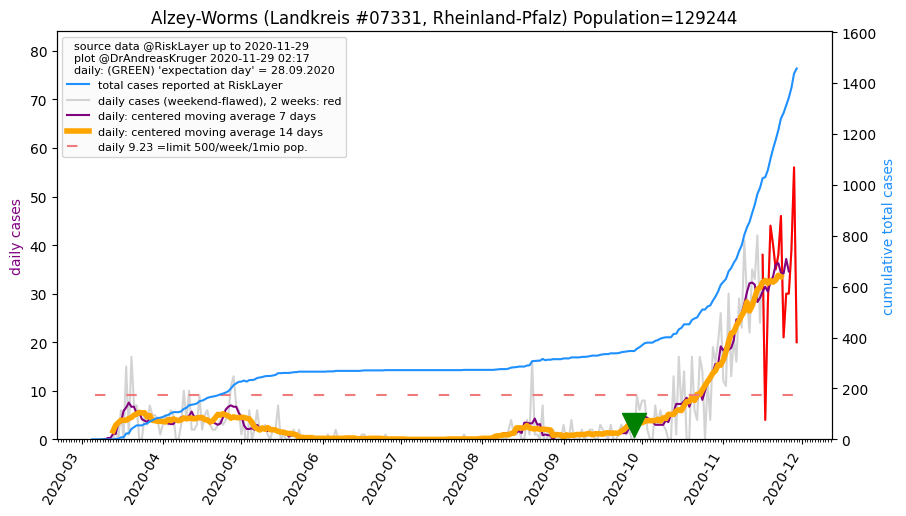 Alzey-Worms (Landkreis #07331, Rheinland-Pfalz) Population=129244
source data @RiskLayer up to 2020-11-29
plot @DrAndreasKruger 2020-11-29 02:17
daily: (GREEN) 'expectation day' = 28.09.2020
total cases reported at RiskLayer
daily cases (weekend-flawed), 2 weeks: red
daily: centered moving average 7 days
daily: centered moving average 14 days
daily 9.23 =limit 500/week/1mio pop.
daily cases
80
70
60
50
40
30
20
10
0
cumulative total cases
1600
1400
1200
1000
800
600
400
200
0
2020-03
2020-04
2020-05
2020-06
2020-07
2020-08
2020-09
2020-10
2020-11
2020-12